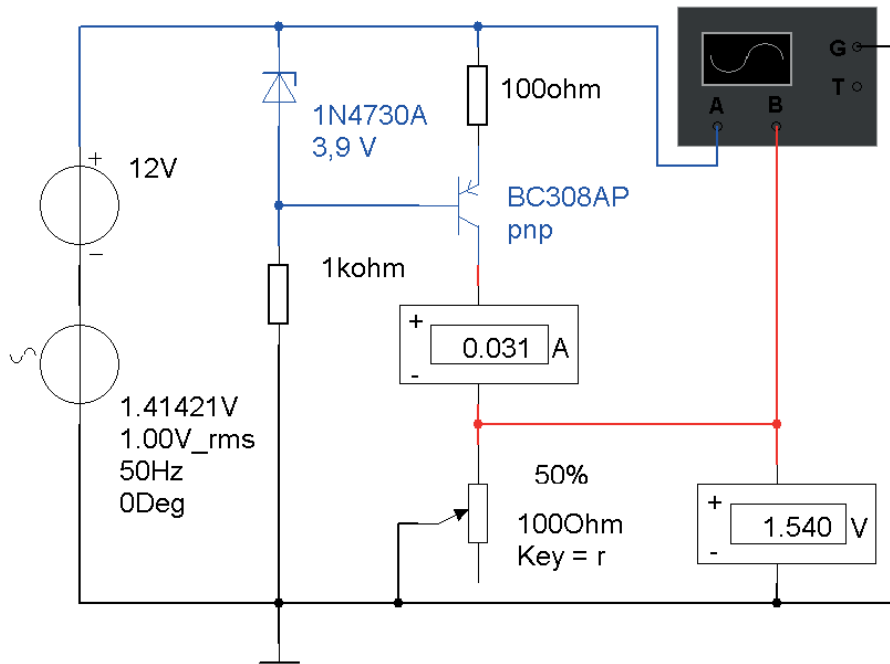 G
T
A
B
100ohm
1N4730A
3,9 V
12V
+
−
BC308AP
pnp
1kohm
+
0.031 A
-
1.41421V
1.00V_rms
50Hz
0Deg
50%
100Ohm
Key = r
+
1.540 V
-